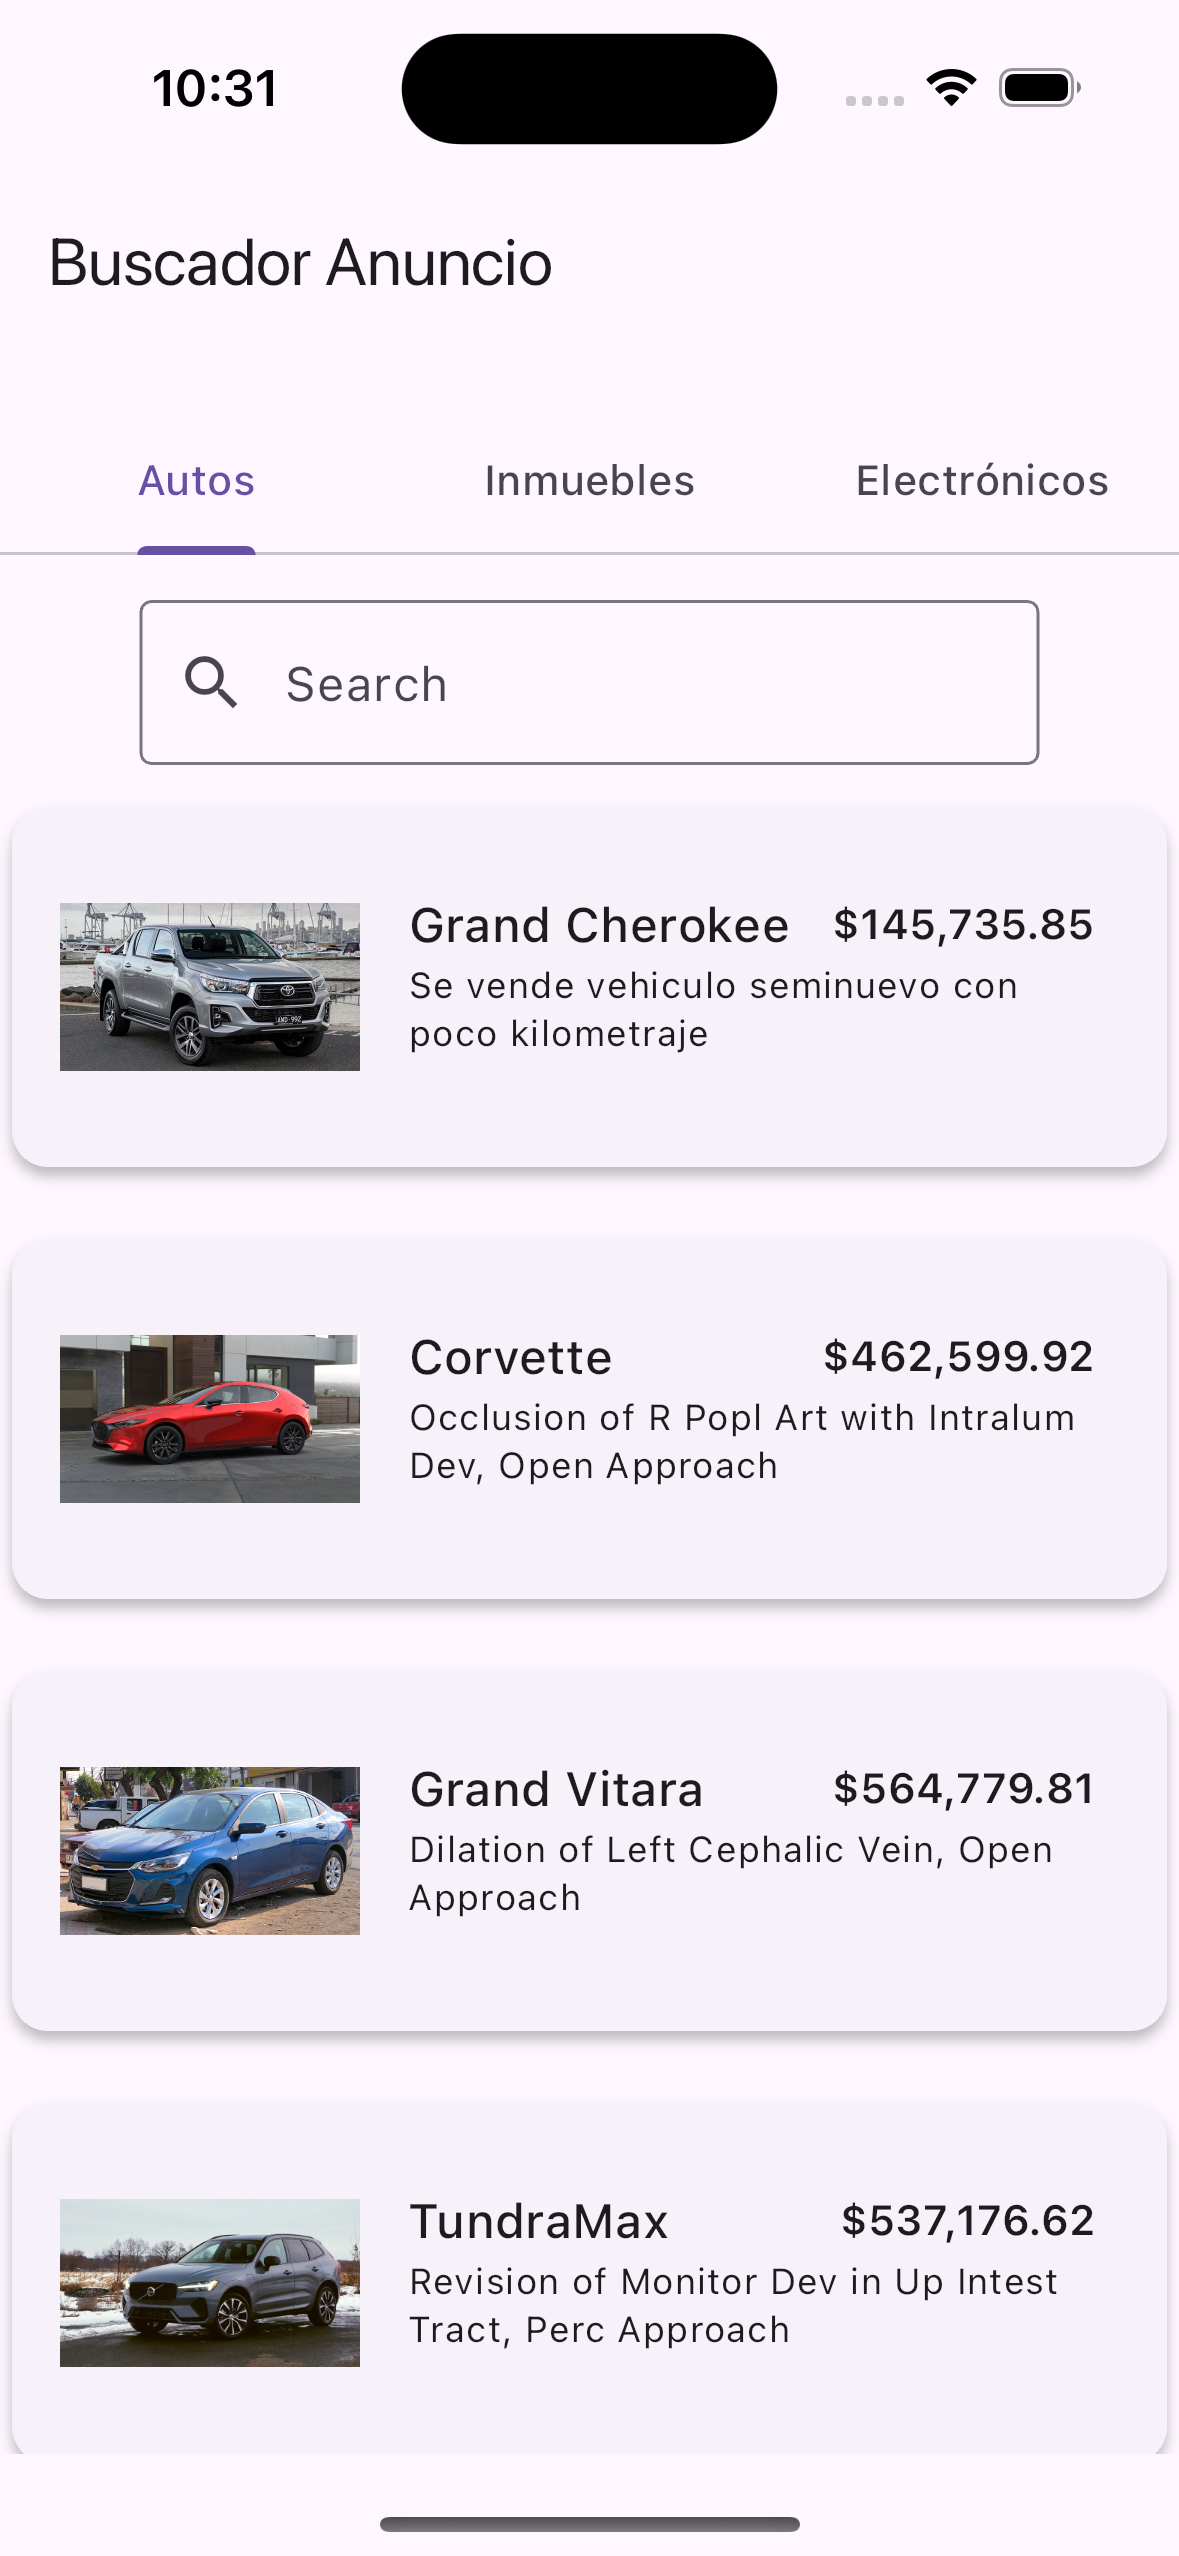 10:31
Buscador Anuncio
Autos
Inmuebles
Electrónicos
Search
Grand Cherokee
$145,735.85
Se vende vehiculo seminuevo con
poco kilometraje
Corvette
$462,599.92
Occlusion of R Popl Art with Intralum
Dev, Open Approach
Grand Vitara
$564,779.81
Dilation of Left Cephalic Vein, Open
Approach
TundraMax
$537,176.62
Revision of Monitor Dev in Up Intest
Tract, Perc Approach